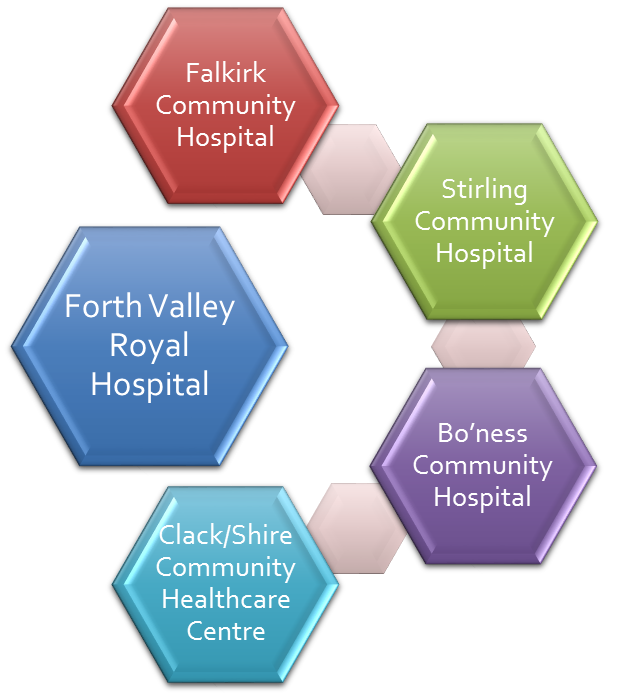 Falkirk
Community
Hospital
Stirling
Community
Hospital
Forth Valley
Royal
Hospital
Bo’ness
Community
Hospital
Clack/Shire
Community
Healthcare
Centre